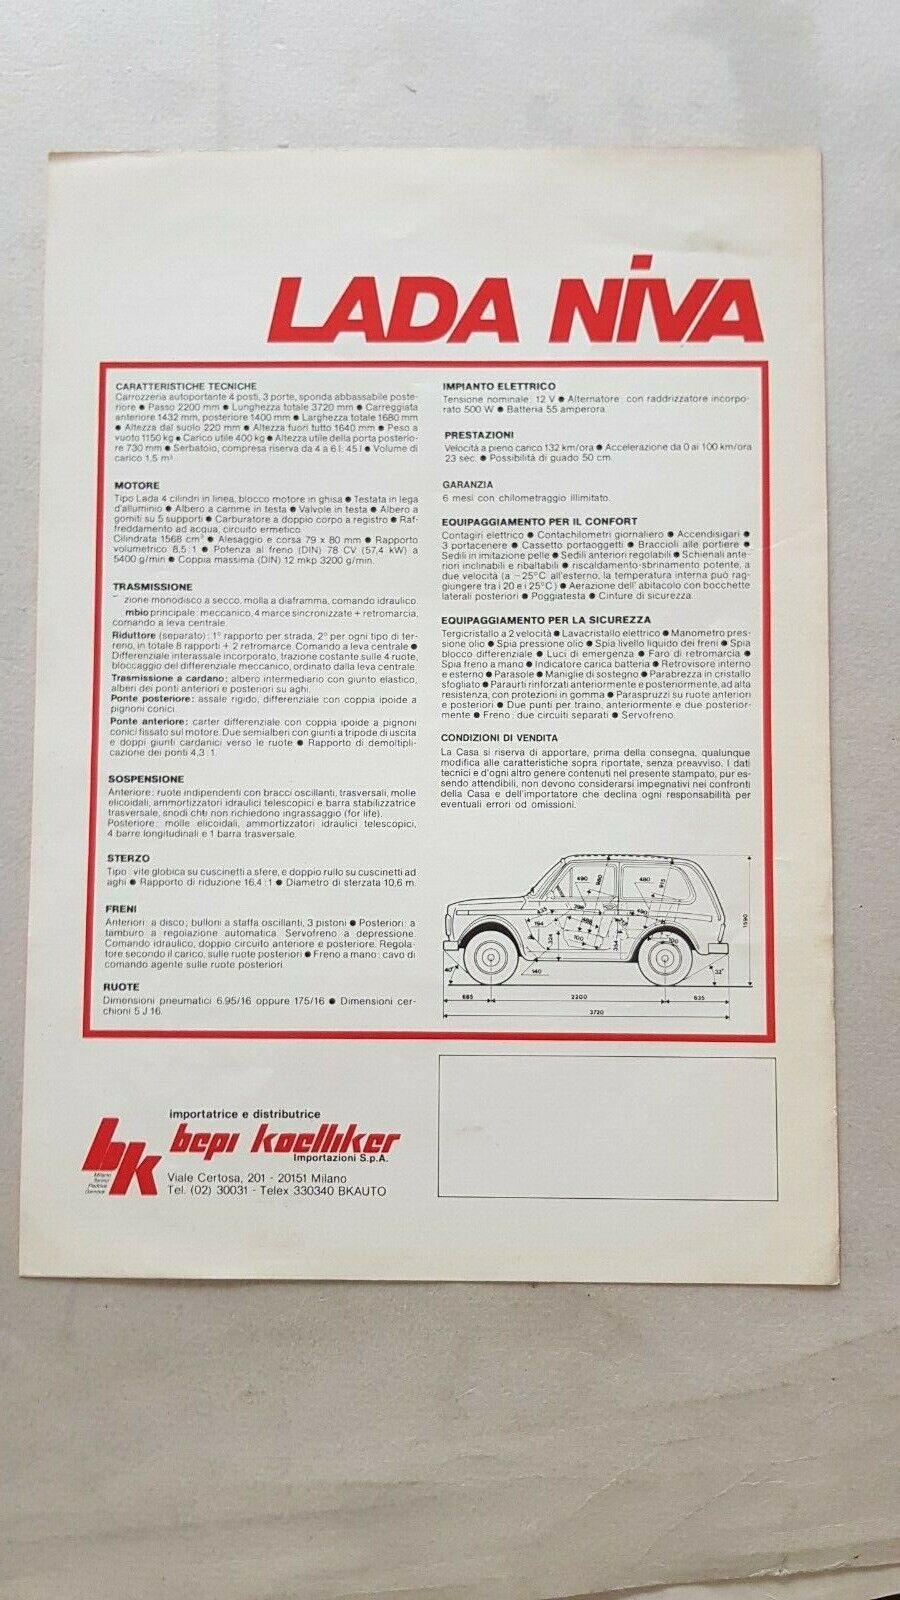 LADA NIVA
CARATTERISTICHE TECNICHE
Carrozzeria autoportante 4 posti, 3 porte, sponda abbassabile poste-
riore ● Passo 2200 mm ● Lunghezza totale 3720 mm ● Carreggiata
anteriore 1432 mm, posteriore 1400 mm ● Larghezza totale 1680 mm
● Altezza dal suolo 220 mm ● Altezza fuori tutto 1640 mm ● Peso a
vuoto 1150 kg ● Carico utile 400 kg ● Altezza utile della porta posterio-
re 730 mm ● Serbatoio, compresa riserva da 4 a 6 l: 45 l ● Volume di
carico 1,5 m³.
MOTORE
Tipo Lada 4 cilindri in linea, blocco motore in ghisa ● Testata in lega
d'alluminio ● Albero a camme in testa ● Valvole in testa ● Albero a
gomiti su 5 supporti ● Carburatore a doppio corpo a registro ● Raf-
freddamento ad acqua, circuito ermetico.
Cilindrata 1568 cm³ ● Alesaggio e corsa 79 x 80 mm ● Rapporto
volumetrico 8.5:1 ● Potenza al freno (DIN) 78 CV (57,4 kW) a
5400 g/min ● Coppia massima (DIN) 12 mkp 3200 g/min.
TRASMISSIONE
zione monodisco a secco, molla a diaframma, comando idraulico.
mbio principale: meccanico, 4 marce sincronizzate + retromarcia,
comando a leva centrale.
Riduttore (separato): 1° rapporto per strada, 2° per ogni tipo di ter-
reno, in totale 8 rapporti + 2 retromarce. Comando a leva centrale ●
Differenziale interassale incorporato, trazione costante sulle 4 ruote,
bloccaggio del differenziale meccanico, ordinato dalla leva centrale.
Trasmissione a cardano: albero intermediario con giunto elastico,
alberi dei ponti anteriori e posteriori su aghi.
Ponte posteriore: assale rigido, differenziale con coppia ipoide a
pignoni conici.
Ponte anteriore: carter differenziale con coppia ipoide a pignoni
conici fissato sul motore. Due semialberi con giunti a tripode di uscita
e doppi giunti cardanici verso le ruote ● Rapporto di demoltipli-
cazione dei ponti 4,3:1.
SOSPENSIONE
Anteriore: ruote indipendenti con bracci oscillanti, trasversali, molle
elicoidali, ammortizzatori idraulici telescopici e barra stabilizzatrice
trasversale, snodi che non richiedono ingrassaggio (for life).
Posteriore: molle elicoidali, ammortizzatori idraulici telescopici,
4 barre longitudinali e 1 barra trasversale.
STERZO
Tipo: vite globica su cuscinetti a sfere, e doppio rullo su cuscinetti ad
aghi ● Rapporto di riduzione 16,4:1 ● Diametro di sterzata 10,6 m.
FRENI
Anteriori: a disco; bulloni a staffa oscillanti, 3 pistoni ● Posteriori: a
tamburo a regolazione automatica. Servofreno a depressione.
Comando idraulico, doppio circuito anteriore e posteriore. Regola-
tore secondo il carico, sulle ruote posteriori ● Freno a mano: cavo di
comando agente sulle ruote posteriori.
RUOTE
Dimensioni pneumatici 6.95/16 oppure 175/16 ● Dimensioni cer-
chioni 5 J 16.
IMPIANTO ELETTRICO
Tensione nominale: 12 V ● Alternatore: con raddrizzatore incorpo-
rato 500 W ● Batteria 55 amperora.
PRESTAZIONI
Velocità a pieno carico 132 km/ora ● Accelerazione da 0 ai 100 km/ora
23 sec. ● Possibilità di guado 50 cm.
GARANZIA
6 mesi con chilometraggio illimitato.
EQUIPAGGIAMENTO PER IL CONFORT
Contagiri elettrico ● Contachilometri giornaliero ● Accendisigari ●
3 portacenere ● Cassetto portaoggetti ● Braccioli alle portiere ●
Sedili in imitazione pelle ● Sedili anteriori regolabili ● Schienali ante-
riori inclinabili e ribaltabili ● riscaldamento-sbrinamento potente, a
due velocità (a -25°C all'esterno, la temperatura interna può rag-
giungere tra i 20 e i 25°C) ● Aerazione dell'abitacolo con bocchette
laterali posteriori ● Poggiatesta ● Cinture di sicurezza.
EQUIPAGGIAMENTO PER LA SICUREZZA
Tergicristallo a 2 velocità ● Lavacristallo elettrico ● Manometro pres-
sione olio ● Spia pressione olio ● Spia livello liquido dei freni ● Spia
blocco differenziale ● Luci di emergenza ● Faro di retromarcia ●
Spia freno a mano ● Indicatore carica batteria ● Retrovisore interno
e esterno ● Parasole ● Maniglie di sostegno ● Parabrezza in cristallo
sfogliato ● Paraurti rinforzati anteriormente e posteriormente, ad alta
resistenza, con protezioni in gomma ● Paraspruzzi su ruote anteriori
e posteriori ● Due punti per traino, anteriormente e posterior-
mente ● Freno: due circuiti separati ● Servofreno.
CONDIZIONI DI VENDITA
La Casa si riserva di apportare, prima della consegna, qualunque
modifica alle caratteristiche sopra riportate, senza preavviso. I dati
tecnici e d'ogni altro genere contenuti nel presente stampato, pur es-
sendo attendibili, non devono considerarsi impegnativi nei confronti
della Casa e dell'importatore che declina ogni responsabilità per
eventuali errori od omissioni.
490 980 480 915
1590
194 100 140
40° 32°
685 2200 635
3720
hk
Milano
Torino
Padova
Genova
importatrice e distributrice
bepi koelliker
Importazioni S.p.A.
Viale Certosa, 201 - 20151 Milano
Tel. (02) 30031 - Telex 330340 BKAUTO